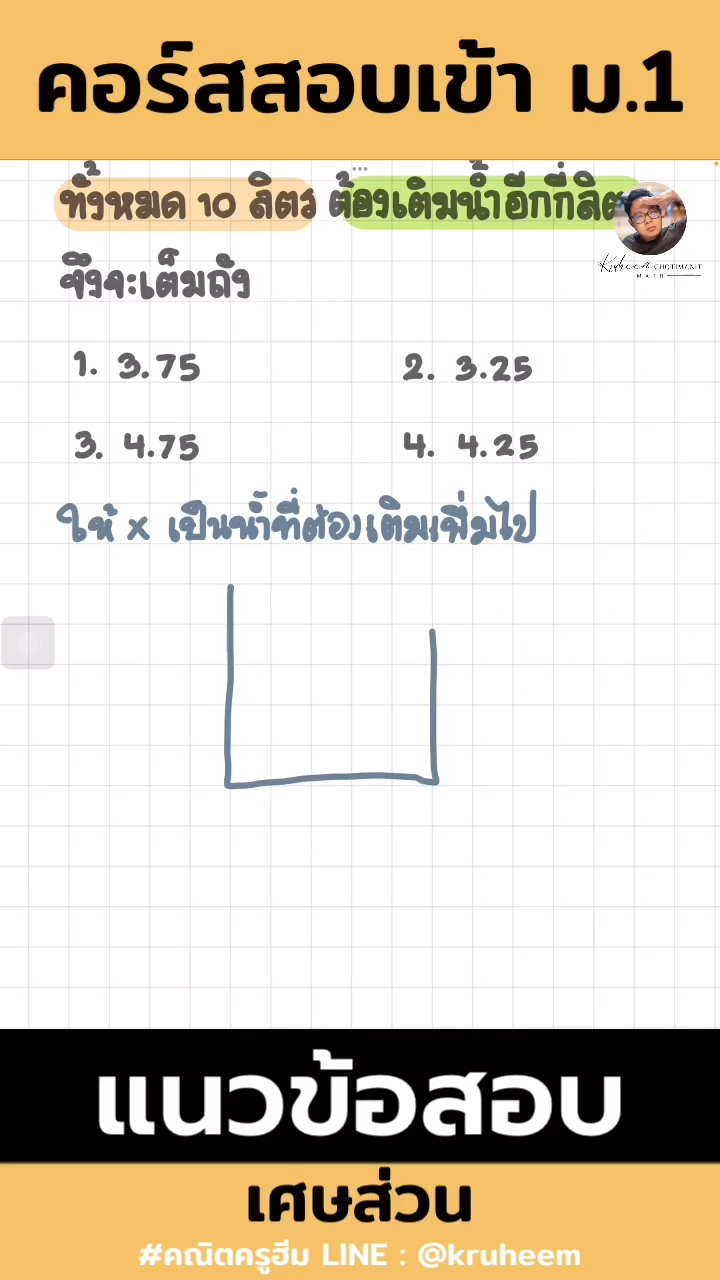 คอร์สสอบเข้า ม.1
ทั้งหมด 10 ลิตร ต้องเติมน้ำอีกกี่ลิตร
จึงจะเต็มถัง
1. 3.75 2. 3.25
3. 4.75 4. 4.25
ให้ x เป็นน้ำที่ต้องเติมเพิ่มไป
CHOTIMANIT
MATH
แนวข้อสอบ
เศษส่วน
#คณิตครูฮีม LINE : @kruheem